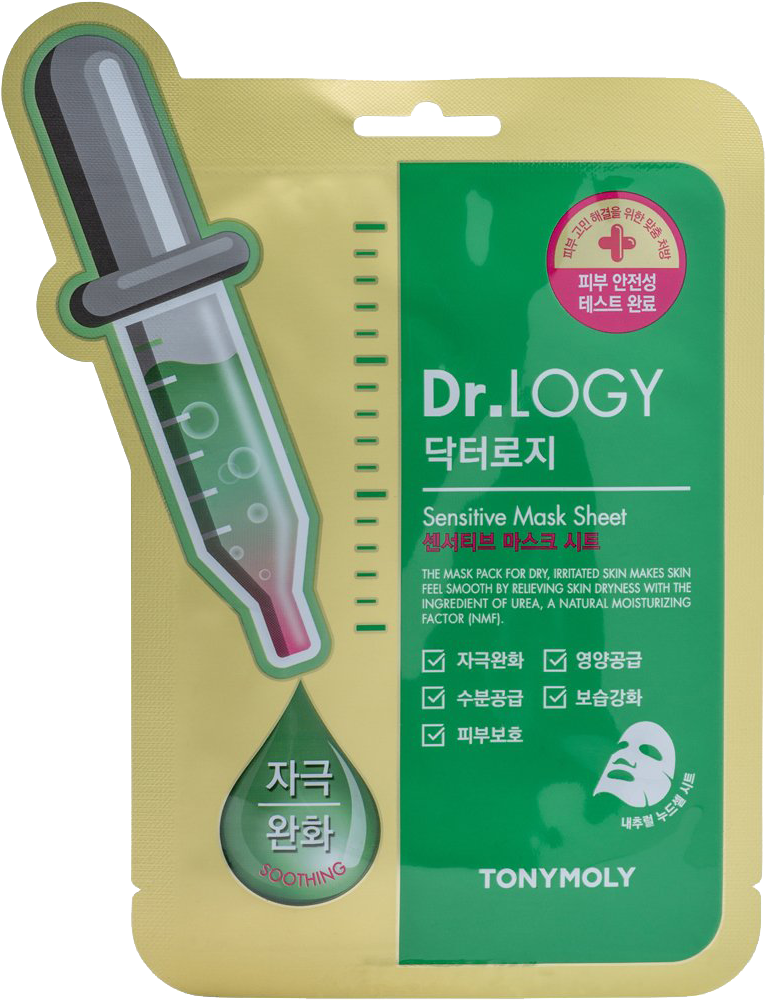 피부 고민 해결을 위한 맞춤 처방
피부 안전성
테스트 완료
Dr.LOGY
닥터로지
Sensitive Mask Sheet
센서티브 마스크 시트
THE MASK PACK FOR DRY, IRRITATED SKIN MAKES SKIN
FEEL SMOOTH BY RELIEVING SKIN DRYNESS WITH THE
INGREDIENT OF UREA, A NATURAL MOISTURIZING
FACTOR (NMF).
자극완화 영양공급
수분공급 보습강화
피부보호
내추럴 누드씰 시트
자극
완화
SOOTHING
TONYMOLY